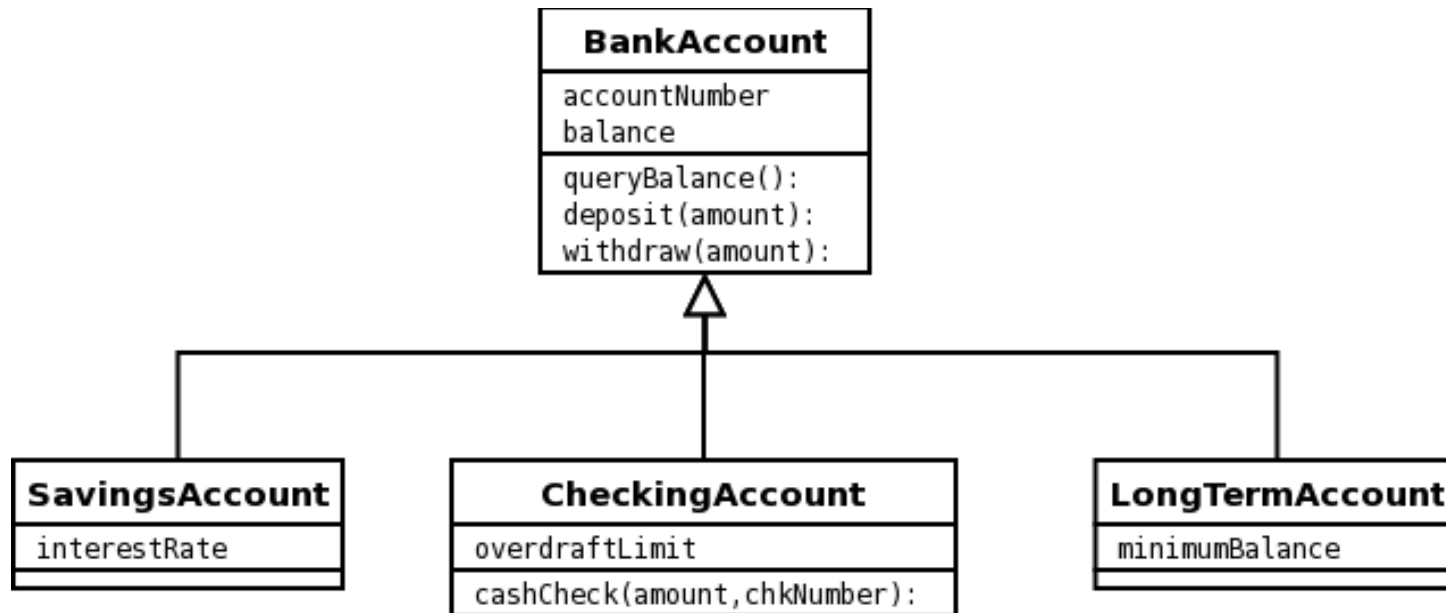 BankAccount
accountNumber
balance
queryBalance():
deposit(amount):
withdraw(amount):
SavingsAccount
interestRate
CheckingAccount
overdraftLimit
cashCheck(amount,chkNumber):
LongTermAccount
minimumBalance